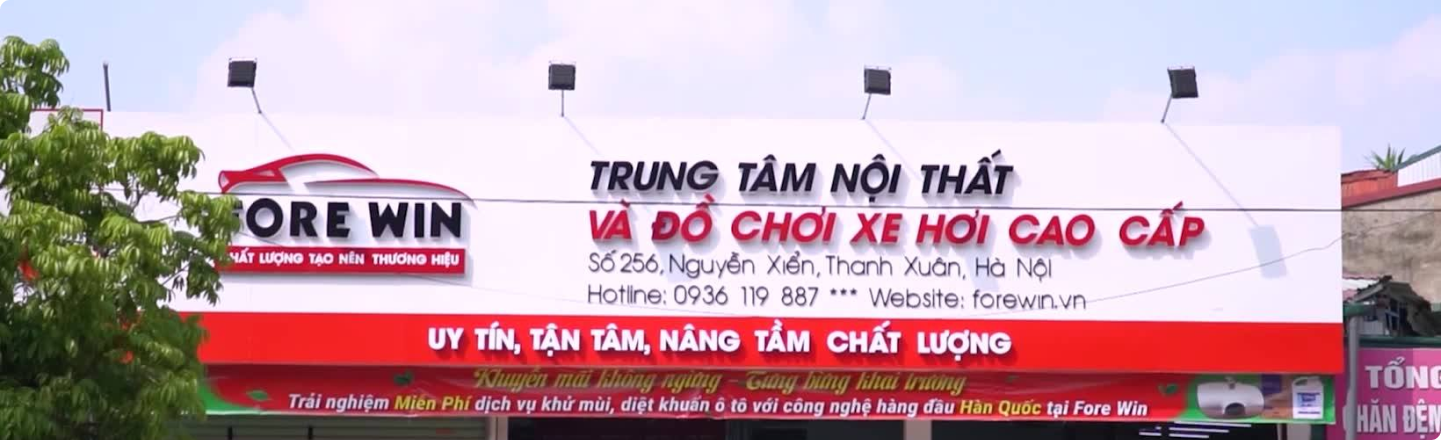 FORE WIN
CHẤT LƯỢNG TẠO NÊN THƯƠNG HIỆU
TRUNG TÂM NỘI THẤT
VÀ ĐỒ CHƠI XE HƠI CAO CẤP
Số 256, Nguyễn Xiển, Thanh Xuân, Hà Nội
Hotline: 0936 119 887 *** Website: forewin.vn
UY TÍN, TẬN TÂM, NÂNG TẦM CHẤT LƯỢNG
Khuyến mãi không ngừng - Tưng bừng khai trương
Trải nghiệm Miễn Phí dịch vụ khử mùi, diệt khuẩn ô tô với công nghệ hàng đầu Hàn Quốc tại Fore Win
TỔNG
CHĂN ĐỆM